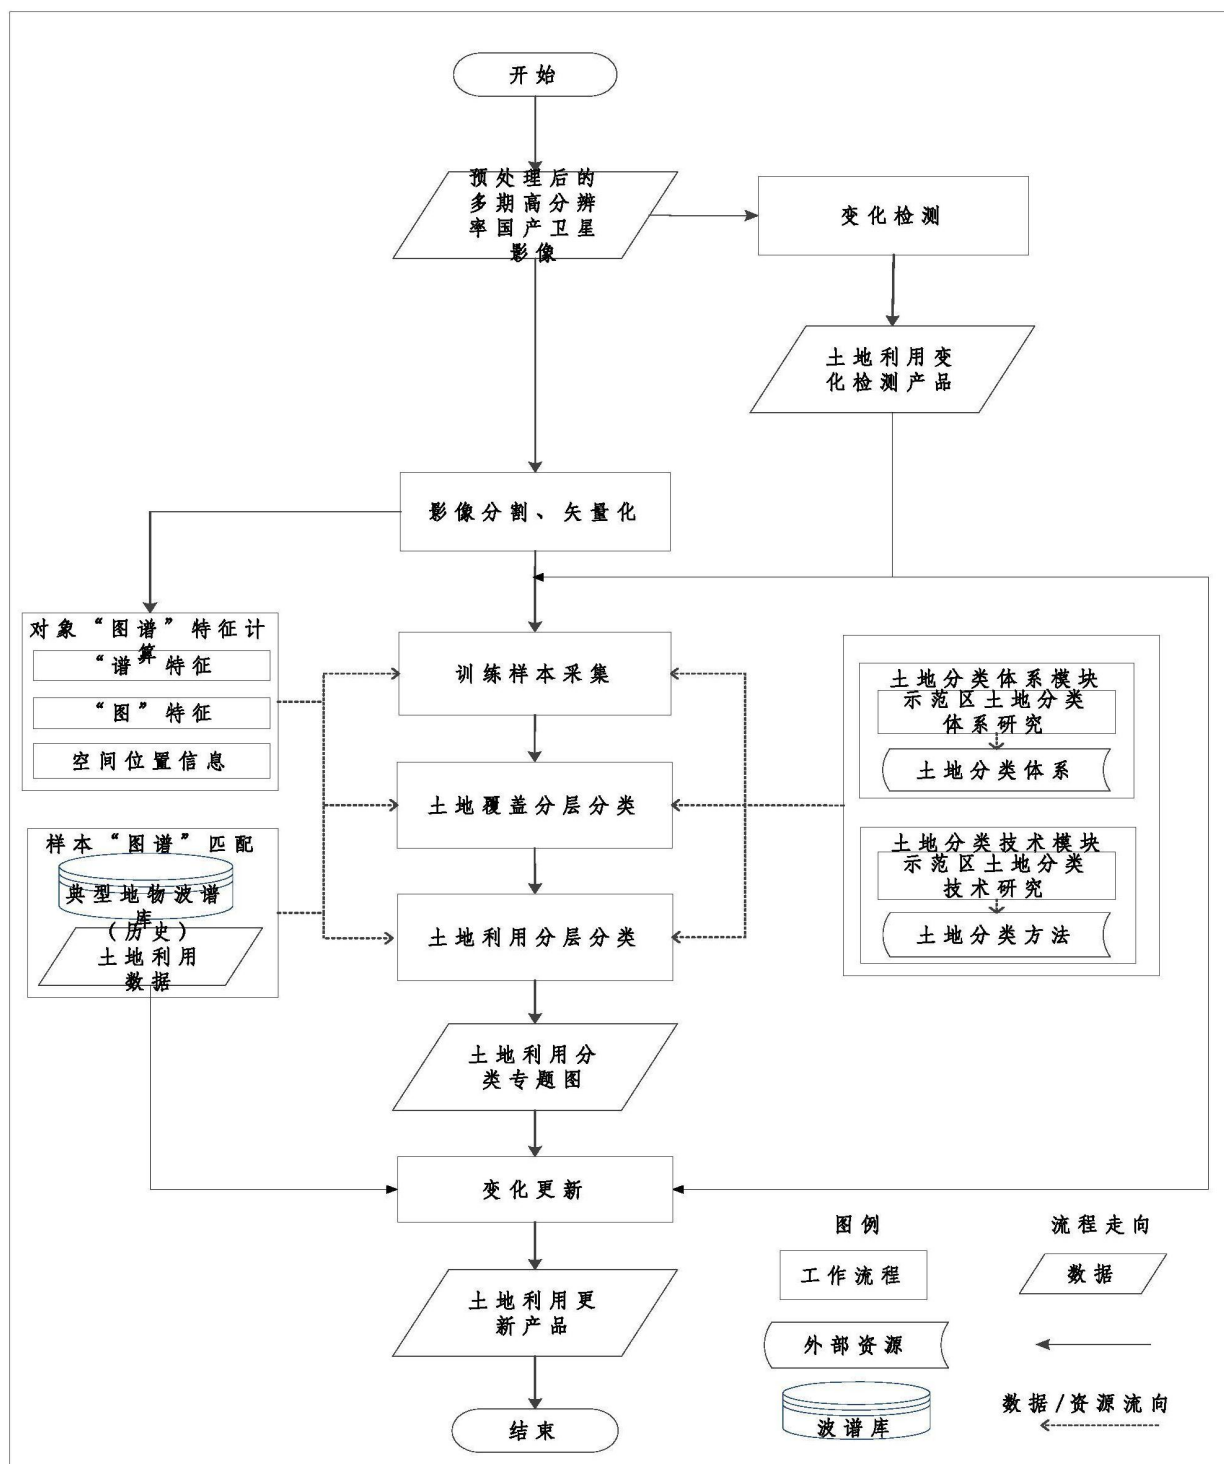 开始
预处理后的
多期高分辨
率国产卫星
影像
变化检测
土地利用变
化检测产品
影像分割、矢量化
对象“图谱”特征计
算
“谱”特征
“图”特征
空间位置信息
样本“图谱”匹配
典型地物波谱
库
(历史)
土地利用
数据
训练样本采集
土地覆盖分层分类
土地利用分层分类
土地分类体系模块
示范区土地分类
体系研究
土地分类体系
土地分类技术模块
示范区土地分类
技术研究
土地分类方法
土地利用分
类专题图
变化更新
土地利用更
新产品
结束
图例
流程走向
工作流程
数据
外部资源
波谱库
数据/资源流向